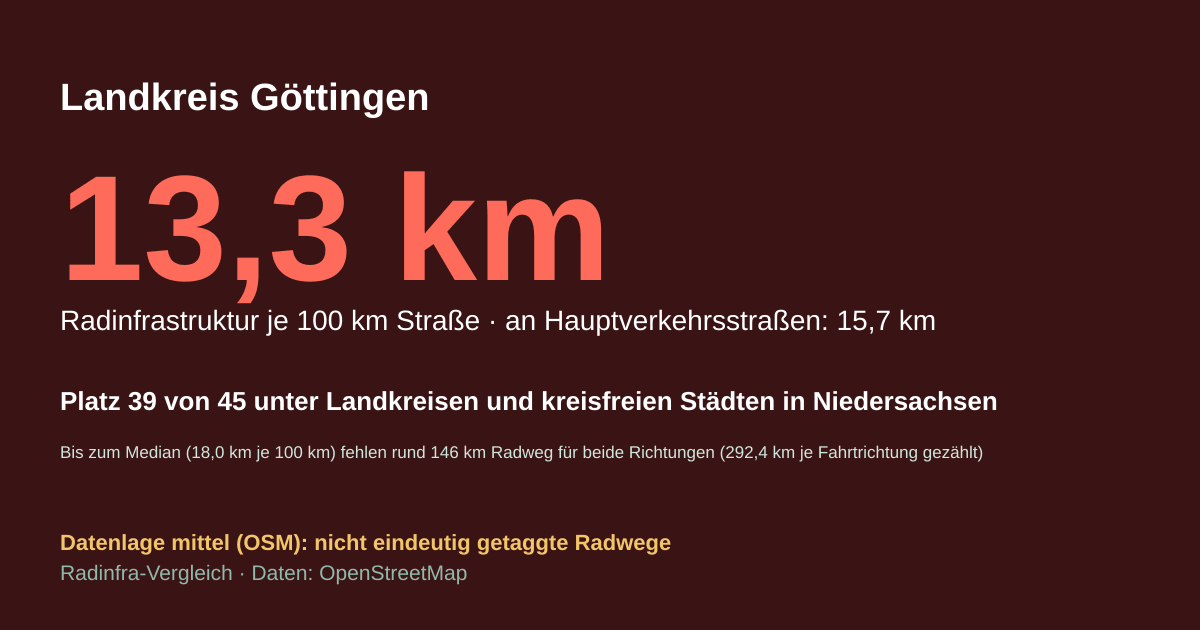 Landkreis Göttingen
13,3 km
Radinfrastruktur je 100 km Straße · an Hauptverkehrsstraßen: 15,7 km
Platz 39 von 45 unter Landkreisen und kreisfreien Städten in Niedersachsen
Bis zum Median (18,0 km je 100 km) fehlen rund 146 km Radweg für beide Richtungen (292,4 km je Fahrtrichtung gezählt)
Datenlage mittel (OSM): nicht eindeutig getaggte Radwege
Radinfra-Vergleich · Daten: OpenStreetMap